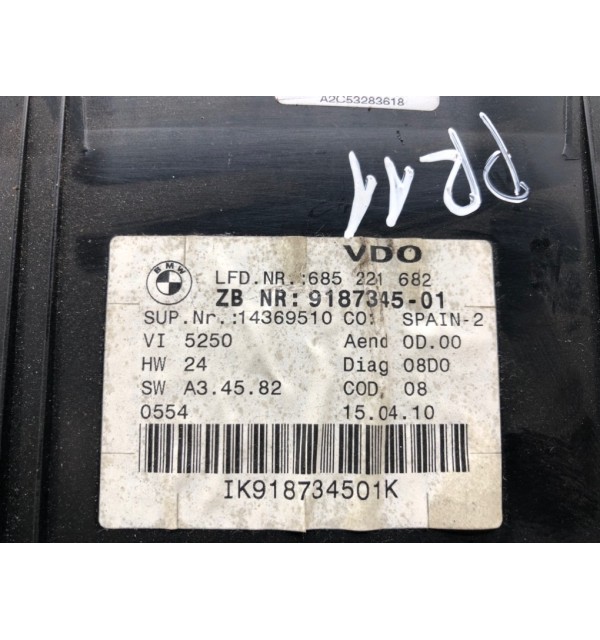 A2C53283618
PR11
VDO
BMW
LFD.NR.:685 221 682
ZB NR: 9187345-01
SUP.Nr.:14369510 CO: SPAIN-2
VI 5250 Aend 0D.00
HW 24 Diag 08D0
SW A3.45.82 COD 08
0554 15.04.10
IK918734501K